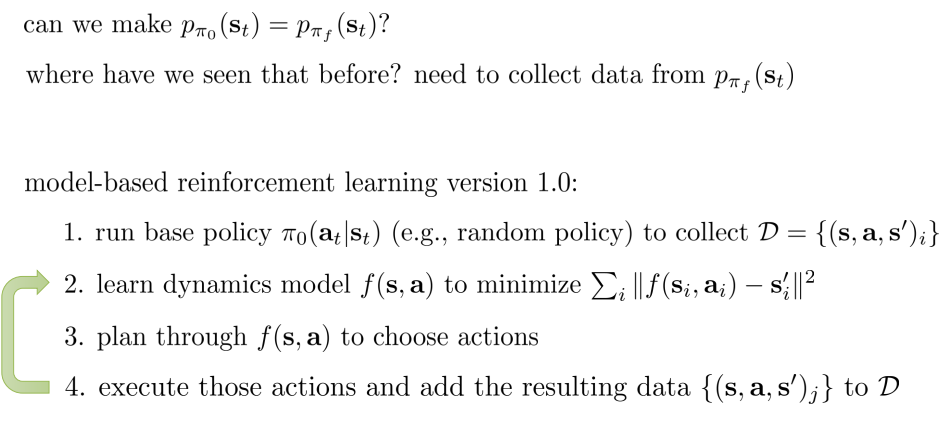 can we make $p_{\pi_0}(\mathbf{s}_t) = p_{\pi_f}(\mathbf{s}_t)$?
where have we seen that before? need to collect data from $p_{\pi_f}(\mathbf{s}_t)$
model-based reinforcement learning version 1.0:
1. run base policy $\pi_0(\mathbf{a}_t|\mathbf{s}_t)$ (e.g., random policy) to collect $\mathcal{D} = \{(\mathbf{s}, \mathbf{a}, \mathbf{s}')_i\}$
2. learn dynamics model $f(\mathbf{s}, \mathbf{a})$ to minimize $\sum_i \|f(\mathbf{s}_i, \mathbf{a}_i) - \mathbf{s}'_i\|^2$
3. plan through $f(\mathbf{s}, \mathbf{a})$ to choose actions
4. execute those actions and add the resulting data $\{(\mathbf{s}, \mathbf{a}, \mathbf{s}')_j\}$ to $\mathcal{D}$